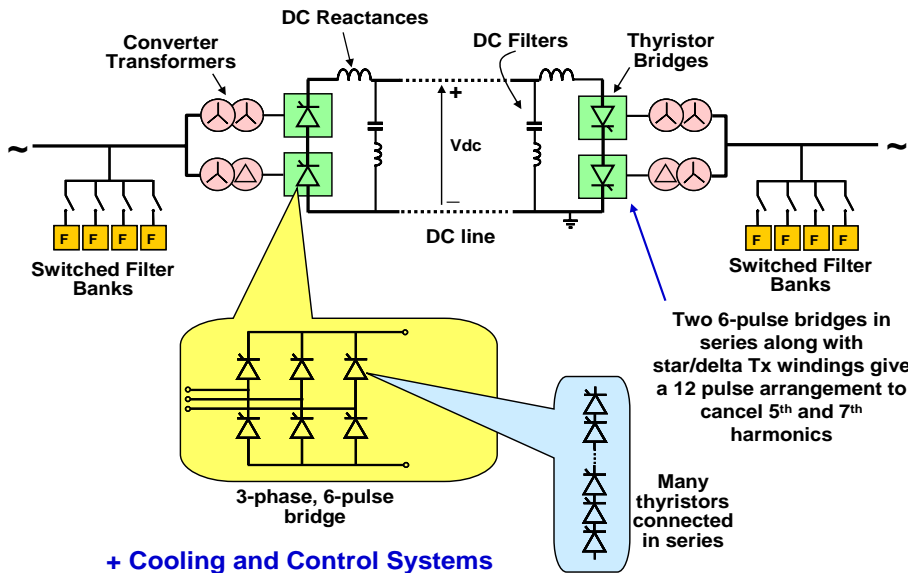 DC Reactances
Converter
Transformers
DC Filters
Thyristor
Bridges
+
Vdc
–
~
~
DC line
F F F F
Switched Filter
Banks
F F F F
Switched Filter
Banks
Two 6-pulse bridges in
series along with
star/delta Tx windings give
a 12 pulse arrangement to
cancel 5th and 7th
harmonics
3-phase, 6-pulse
bridge
Many
thyristors
connected
in series
+ Cooling and Control Systems